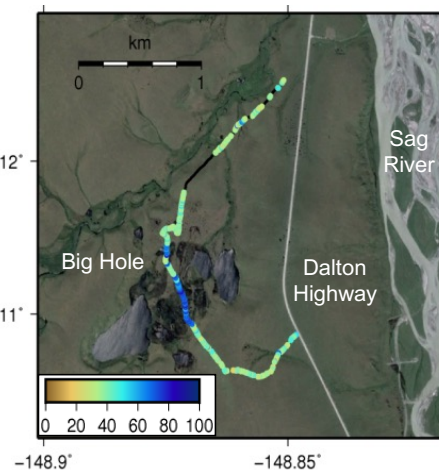 km
0 1
12˚
Sag
River
Big Hole
Dalton
Highway
11˚
0 20 40 60 80 100
−148.9˚ −148.85˚